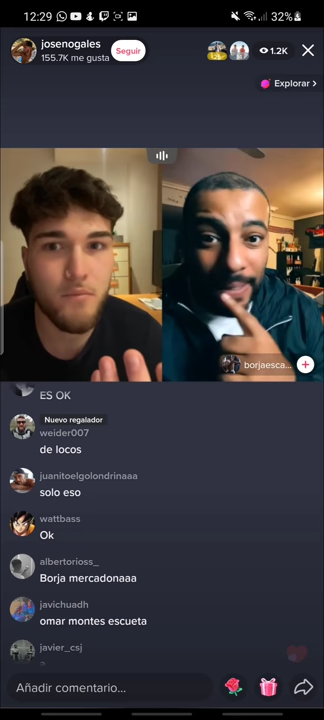 12:29
32%
josenogales
155.7K me gusta
Seguir
1.2K
Explorar
borjaesca...
ES OK
Nuevo regalador
weider007
de locos
juanitoelgolondrinaaa
solo eso
wattbass
Ok
albertorioss_
Borja mercadonaaa
javichuadh
omar montes escueta
javier_csj
Añadir comentario...